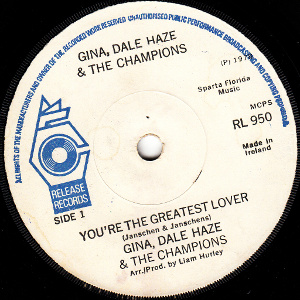 ALL RIGHTS OF THE MANUFACTURERS AND OWNER OF THE RECORDED WORK RESERVED UNAUTHORISED PUBLIC PERFORMANCE BROADCASTING AND COPYING
GINA, DALE HAZE
& THE CHAMPIONS
(P) 197
Sparta Florida
Music
MCPS
RL 950
Made in
Ireland
RELEASE
RECORDS
SIDE 1
YOU'RE THE GREATEST LOVER
(Janschen & Janschens)
GINA, DALE HAZE
& THE CHAMPIONS
Arr./Prod. by Liam Hurley